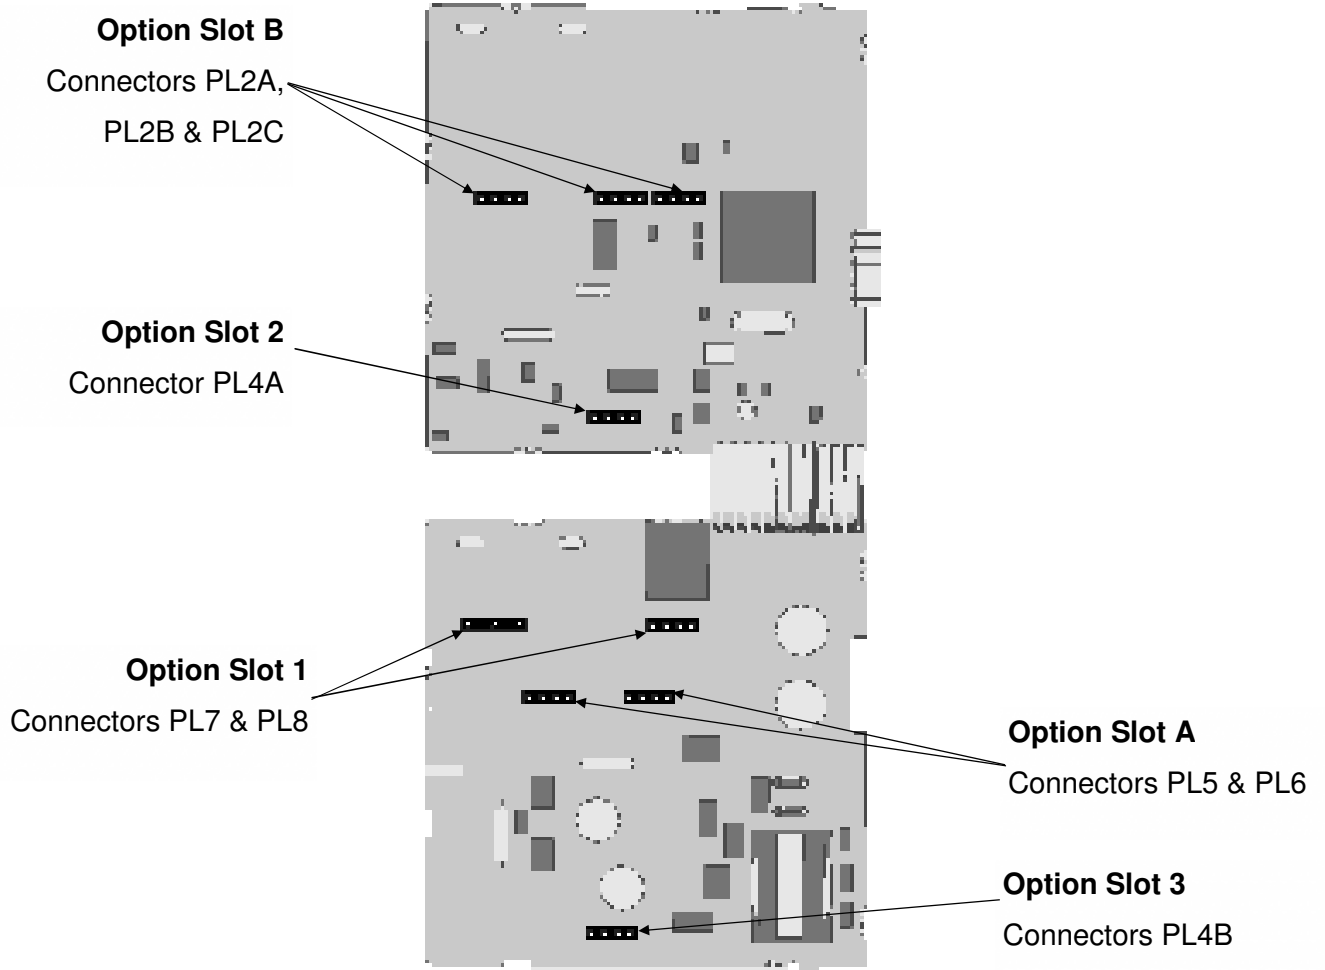 Option Slot B
Connectors PL2A,
PL2B & PL2C
Option Slot 2
Connector PL4A
Option Slot 1
Connectors PL7 & PL8
Option Slot A
Connectors PL5 & PL6
Option Slot 3
Connectors PL4B